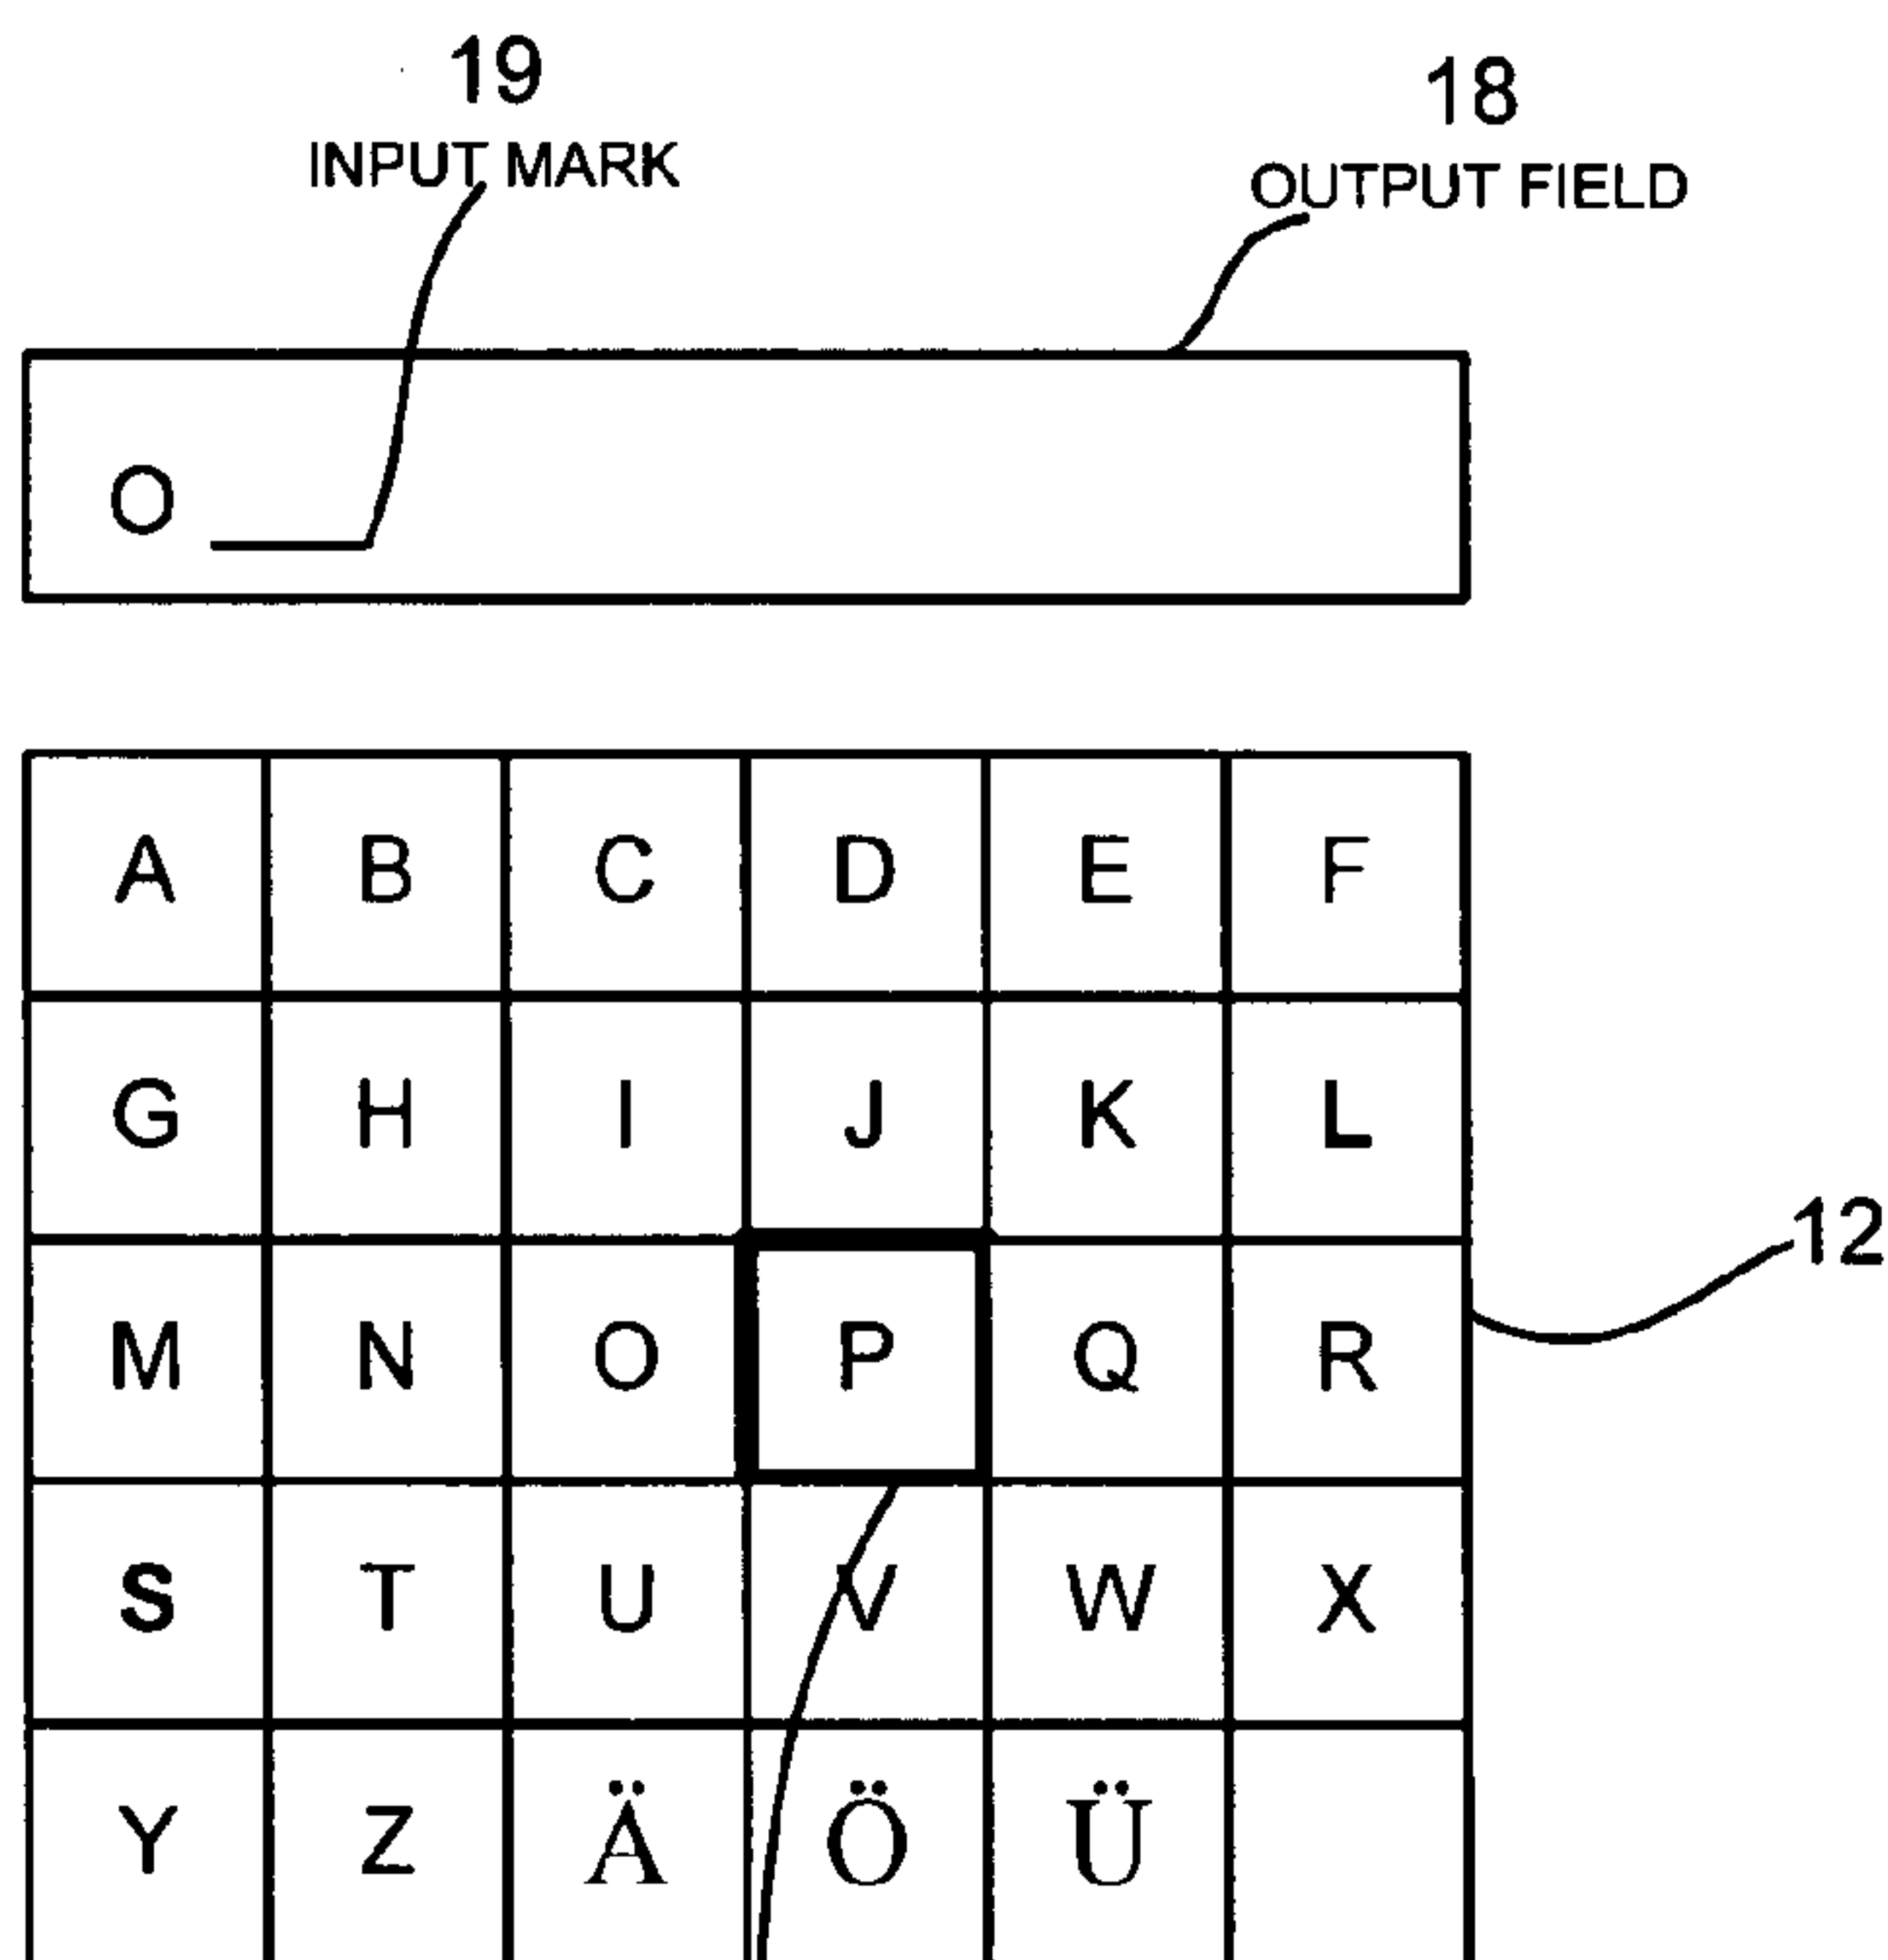 19
INPUT MARK
18
OUTPUT FIELD
O
A B C D E F
G H I J K L
12
M N O P Q R
S T U V W X
Y Z Ä Ö Ü